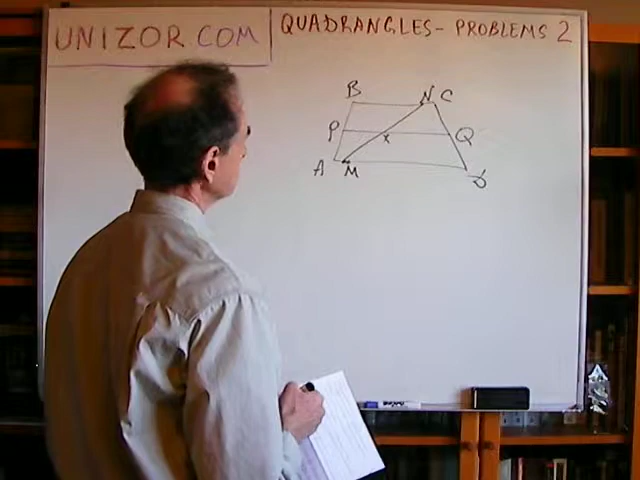 UNIZOR.COM
QUADRANGLES- PROBLEMS 2
B N C
P X Q
A M D